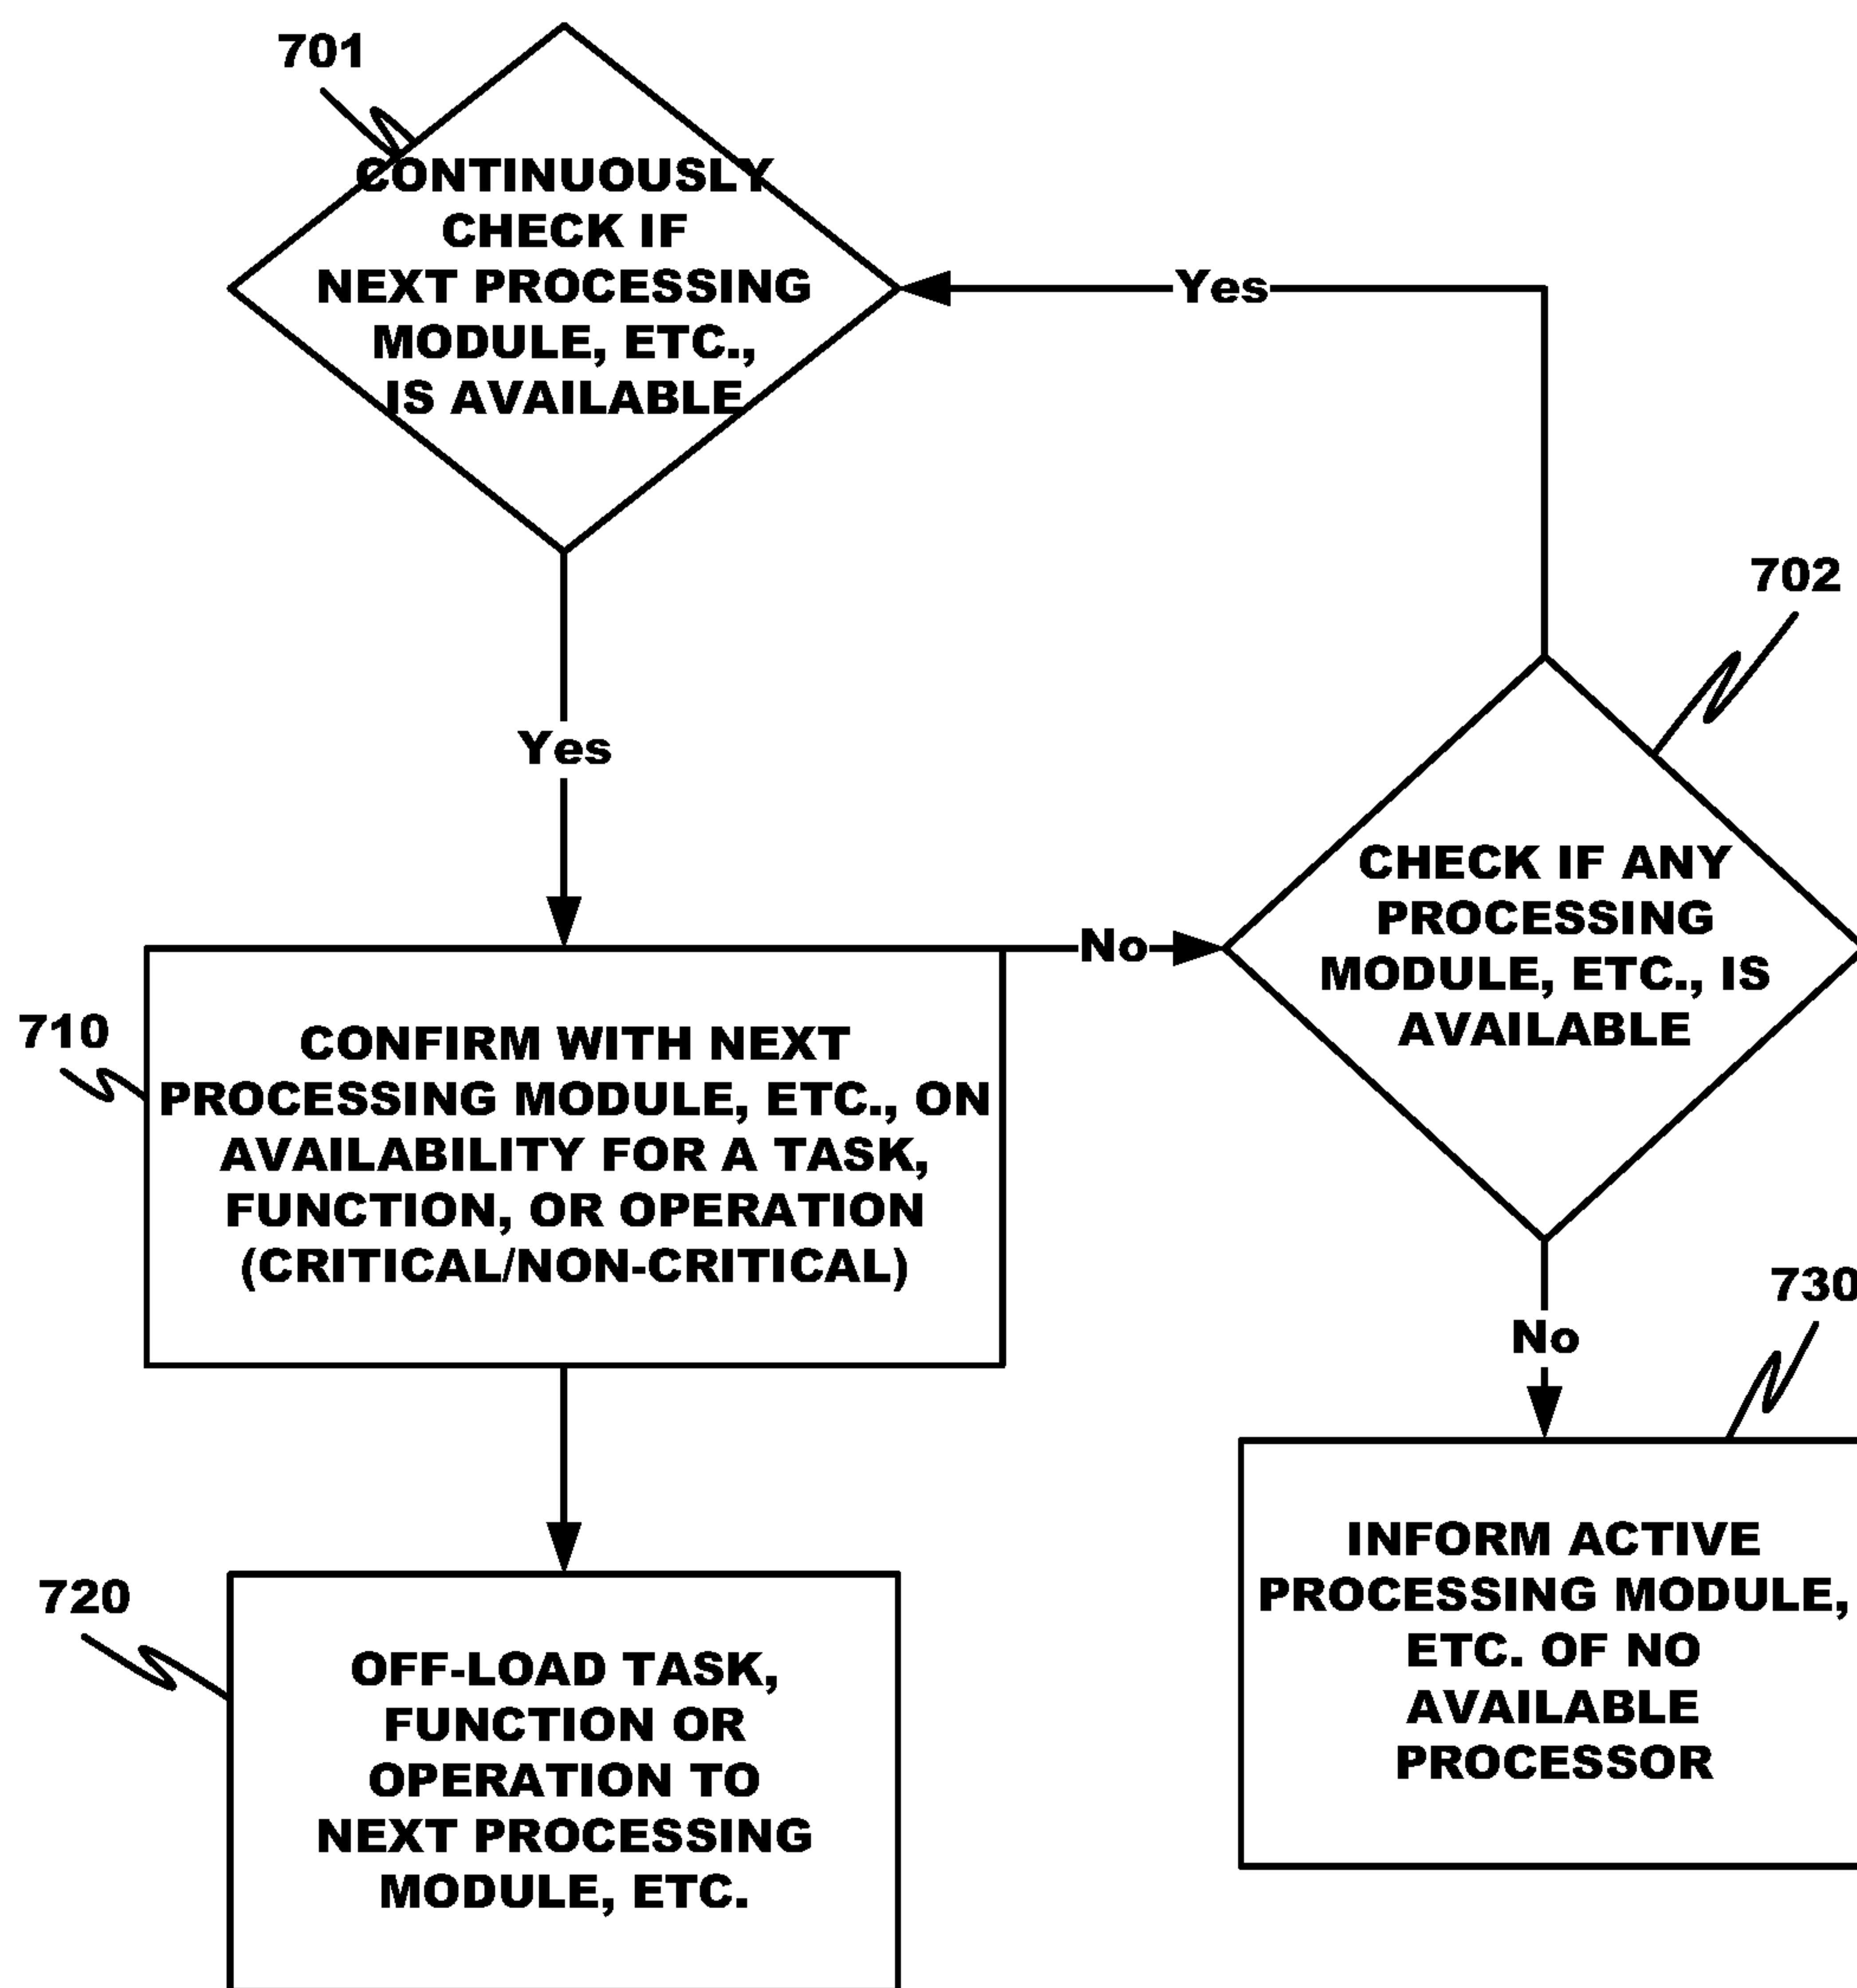 701
CONTINUOUSLY
CHECK IF
NEXT PROCESSING
MODULE, ETC.,
IS AVAILABLE
Yes
702
Yes
CHECK IF ANY
PROCESSING
MODULE, ETC., IS
AVAILABLE
No
710
CONFIRM WITH NEXT
PROCESSING MODULE, ETC., ON
AVAILABILITY FOR A TASK,
FUNCTION, OR OPERATION
(CRITICAL/NON-CRITICAL)
No
730
INFORM ACTIVE
PROCESSING MODULE,
ETC. OF NO
AVAILABLE
PROCESSOR
720
OFF-LOAD TASK,
FUNCTION OR
OPERATION TO
NEXT PROCESSING
MODULE, ETC.